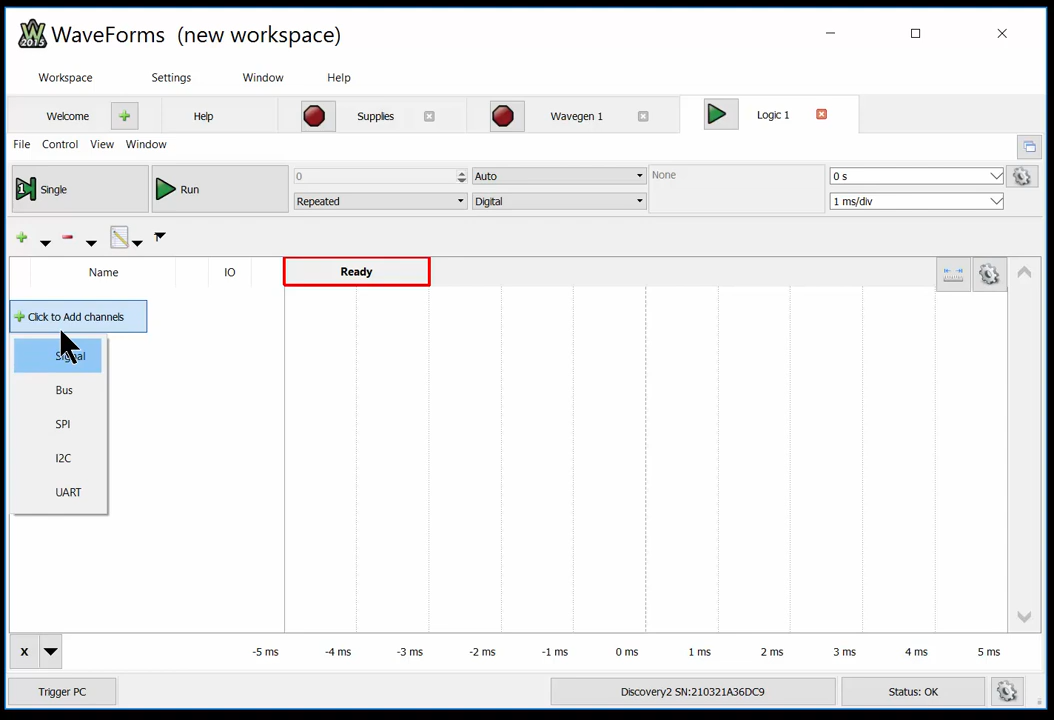 W 2015 WaveForms (new workspace)
Workspace Settings Window Help
Welcome Help Supplies Wavegen 1 Logic 1
File Control View Window
1 Single Run 0 Auto None 0 s
Repeated Digital 1 ms/div
Name IO Ready
Click to Add channels
Signal
Bus
SPI
I2C
UART
X -5 ms -4 ms -3 ms -2 ms -1 ms 0 ms 1 ms 2 ms 3 ms 4 ms 5 ms
Trigger PC Discovery2 SN:210321A36DC9 Status: OK